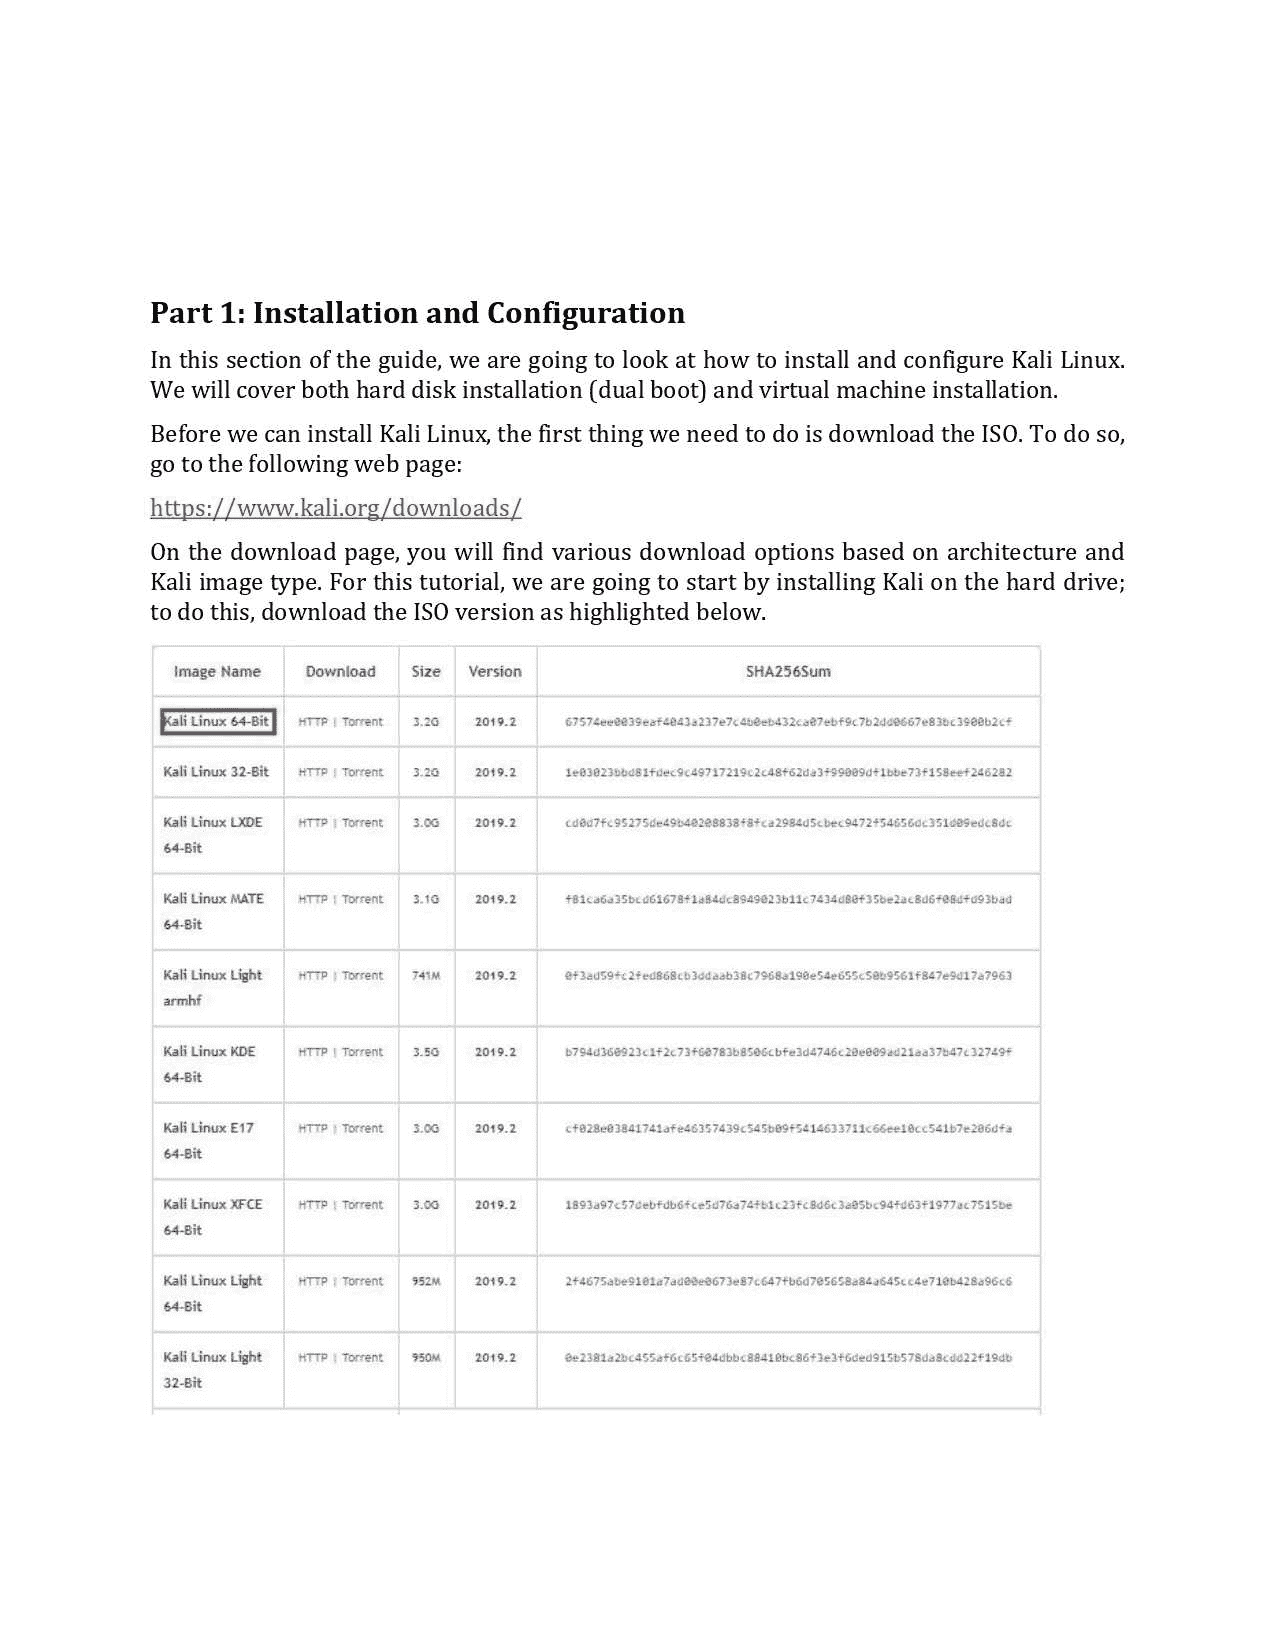 Part 1: Installation and Configuration
In this section of the guide, we are going to look at how to install and configure Kali Linux.
We will cover both hard disk installation (dual boot) and virtual machine installation.
Before we can install Kali Linux, the first thing we need to do is download the ISO. To do so,
go to the following web page:
https://www.kali.org/downloads/
On the download page, you will find various download options based on architecture and
Kali image type. For this tutorial, we are going to start by installing Kali on the hard drive;
to do this, download the ISO version as highlighted below.
Image Name Download Size Version SHA256Sum
Kali Linux 64-Bit HTTP | Torrent 3.2G 2019.2 67574ee0039eaf4043a237e7c4b0eb432ca07ebf9c7b2dd0667e83bc3900b2cf
Kali Linux 32-Bit HTTP | Torrent 3.2G 2019.2 1e03023bbd81fdec9c49717219c2c48f62da3f99009df1bbe73f158eef246282
Kali Linux LXDE HTTP | Torrent 3.0G 2019.2 cd0d7fc95275de49b40208838f8fca2984d5cbec9472f54656dc351d09edc8dc
64-Bit
Kali Linux MATE HTTP | Torrent 3.1G 2019.2 f81ca6a35bcd61678f1a84dc8949023b11c7434d80f35be2ac8d6f08dfd93bad
64-Bit
Kali Linux Light HTTP | Torrent 741M 2019.2 0f3ad59fc2fed868cb3ddaab38c7968a190e54e655c50b9561f847e9d17a7963
armhf
Kali Linux KDE HTTP | Torrent 3.5G 2019.2 b794d360923c1f2c73f60783b8506cbfe3d4746c20e009ad21aa37b47c32749f
64-Bit
Kali Linux E17 HTTP | Torrent 3.0G 2019.2 cf028e03841741afe46357439c545b09f5414633711c66ee10cc541b7e206dfa
64-Bit
Kali Linux XFCE HTTP | Torrent 3.0G 2019.2 1893a97c57debfdb6fce5d76a74fb1c23fc8d6c3a05bc94fd63f1977ac7515be
64-Bit
Kali Linux Light HTTP | Torrent 952M 2019.2 2f4675abe9101a7ad00e0673e87c647fb6d705658a84a645cc4e710b428a96c6
64-Bit
Kali Linux Light HTTP | Torrent 950M 2019.2 0e2381a2bc455af6c65f04dbbc88410bc86f3e3f6ded915b578da8cdd22f19db
32-Bit